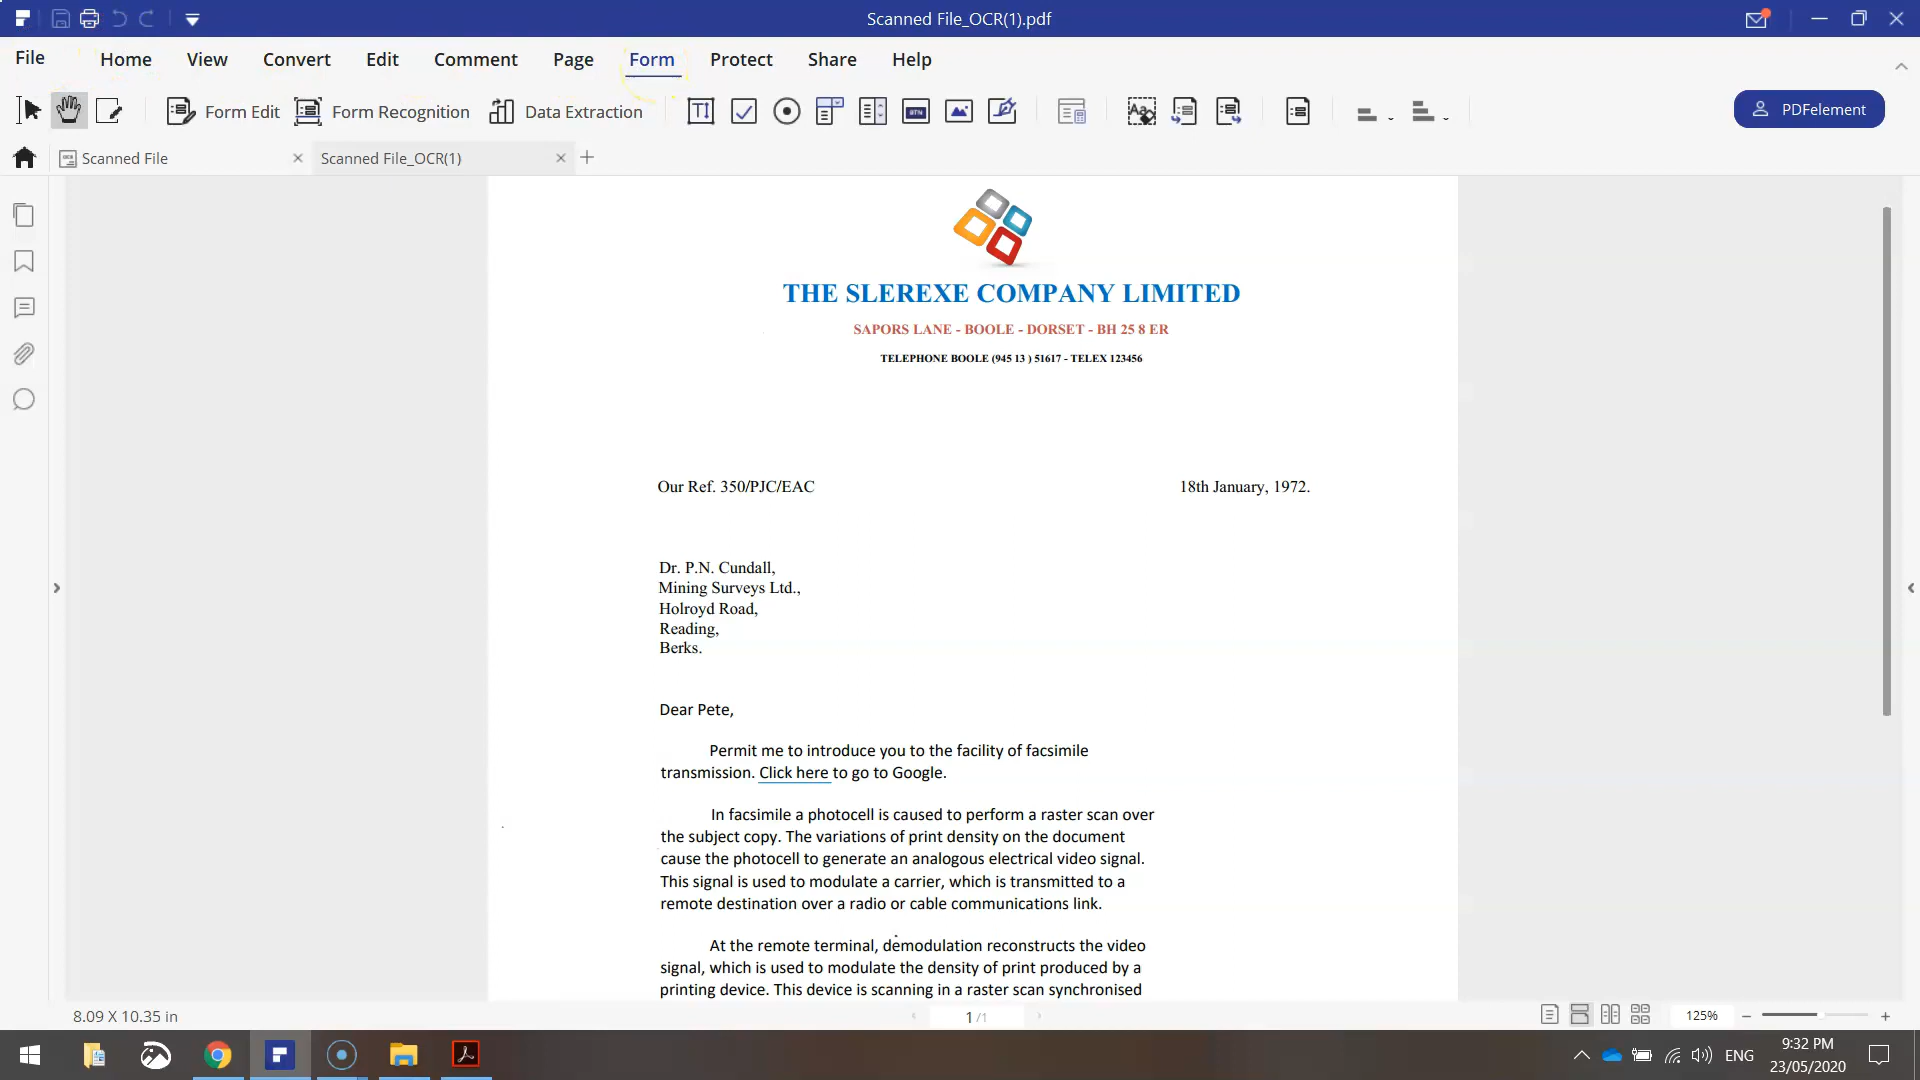 Scanned File_OCR(1).pdf
File Home View Convert Edit Comment Page Form Protect Share Help
Form Edit Form Recognition Data Extraction BTN PDFelement
Scanned File Scanned File_OCR(1)
THE SLEREXE COMPANY LIMITED
SAPORS LANE - BOOLE - DORSET - BH 25 8 ER
TELEPHONE BOOLE (945 13 ) 51617 - TELEX 123456
Our Ref. 350/PJC/EAC 18th January, 1972.
Dr. P.N. Cundall,
Mining Surveys Ltd.,
Holroyd Road,
Reading,
Berks.
Dear Pete,
Permit me to introduce you to the facility of facsimile
transmission. Click here to go to Google.
In facsimile a photocell is caused to perform a raster scan over
the subject copy. The variations of print density on the document
cause the photocell to generate an analogous electrical video signal.
This signal is used to modulate a carrier, which is transmitted to a
remote destination over a radio or cable communications link.
At the remote terminal, demodulation reconstructs the video
signal, which is used to modulate the density of print produced by a
printing device. This device is scanning in a raster scan synchronised
8.09 X 10.35 in 1 /1 125%
ENG 9:32 PM
23/05/2020